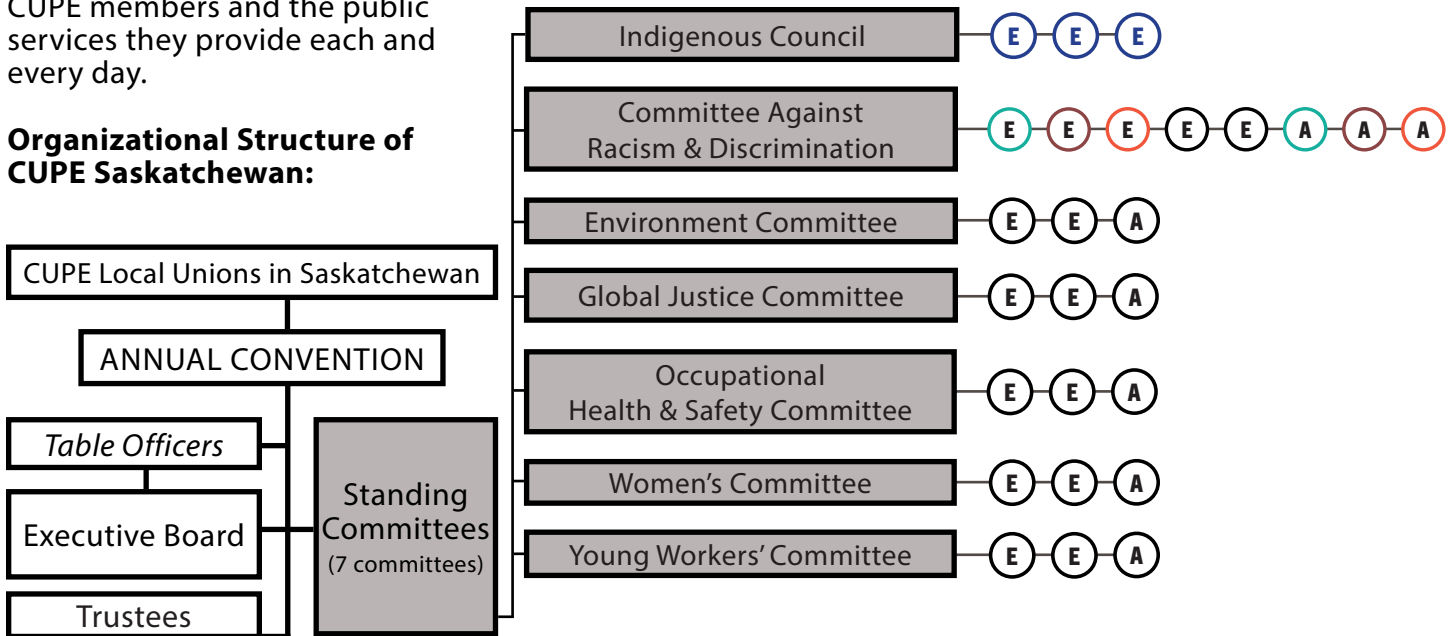 CUPE members and the public
services they provide each and
every day.
Organizational Structure of
CUPE Saskatchewan:
CUPE Local Unions in Saskatchewan
ANNUAL CONVENTION
Table Officers
Executive Board
Trustees
Standing
Committees
(7 committees)
Indigenous Council
E E E
Committee Against
Racism & Discrimination
E E E E E A A A
Environment Committee
E E A
Global Justice Committee
E E A
Occupational
Health & Safety Committee
E E A
Women's Committee
E E A
Young Workers' Committee
E E A